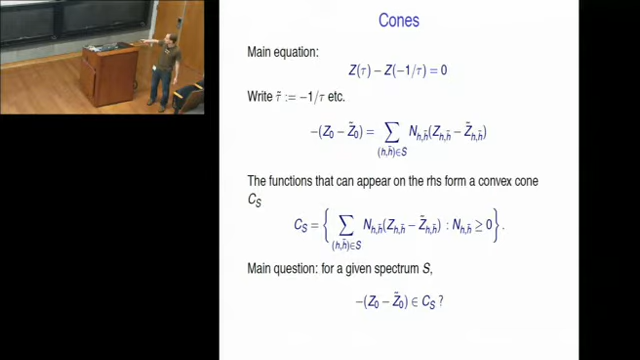 Cones
Main equation:
Z(τ) − Z(−1/τ) = 0
Write τ̃ := −1/τ etc.
−(Z₀ − Z̃₀) = ∑_{(h,h̄)∈S} N_{h,h̄}(Z_{h,h̄} − Z̃_{h,h̄})
The functions that can appear on the rhs form a convex cone
C_S
C_S = { ∑_{(h,h̄)∈S} N_{h,h̄}(Z_{h,h̄} − Z̃_{h,h̄}) : N_{h,h̄} ≥ 0 } .
Main question: for a given spectrum S,
−(Z₀ − Z̃₀) ∈ C_S ?